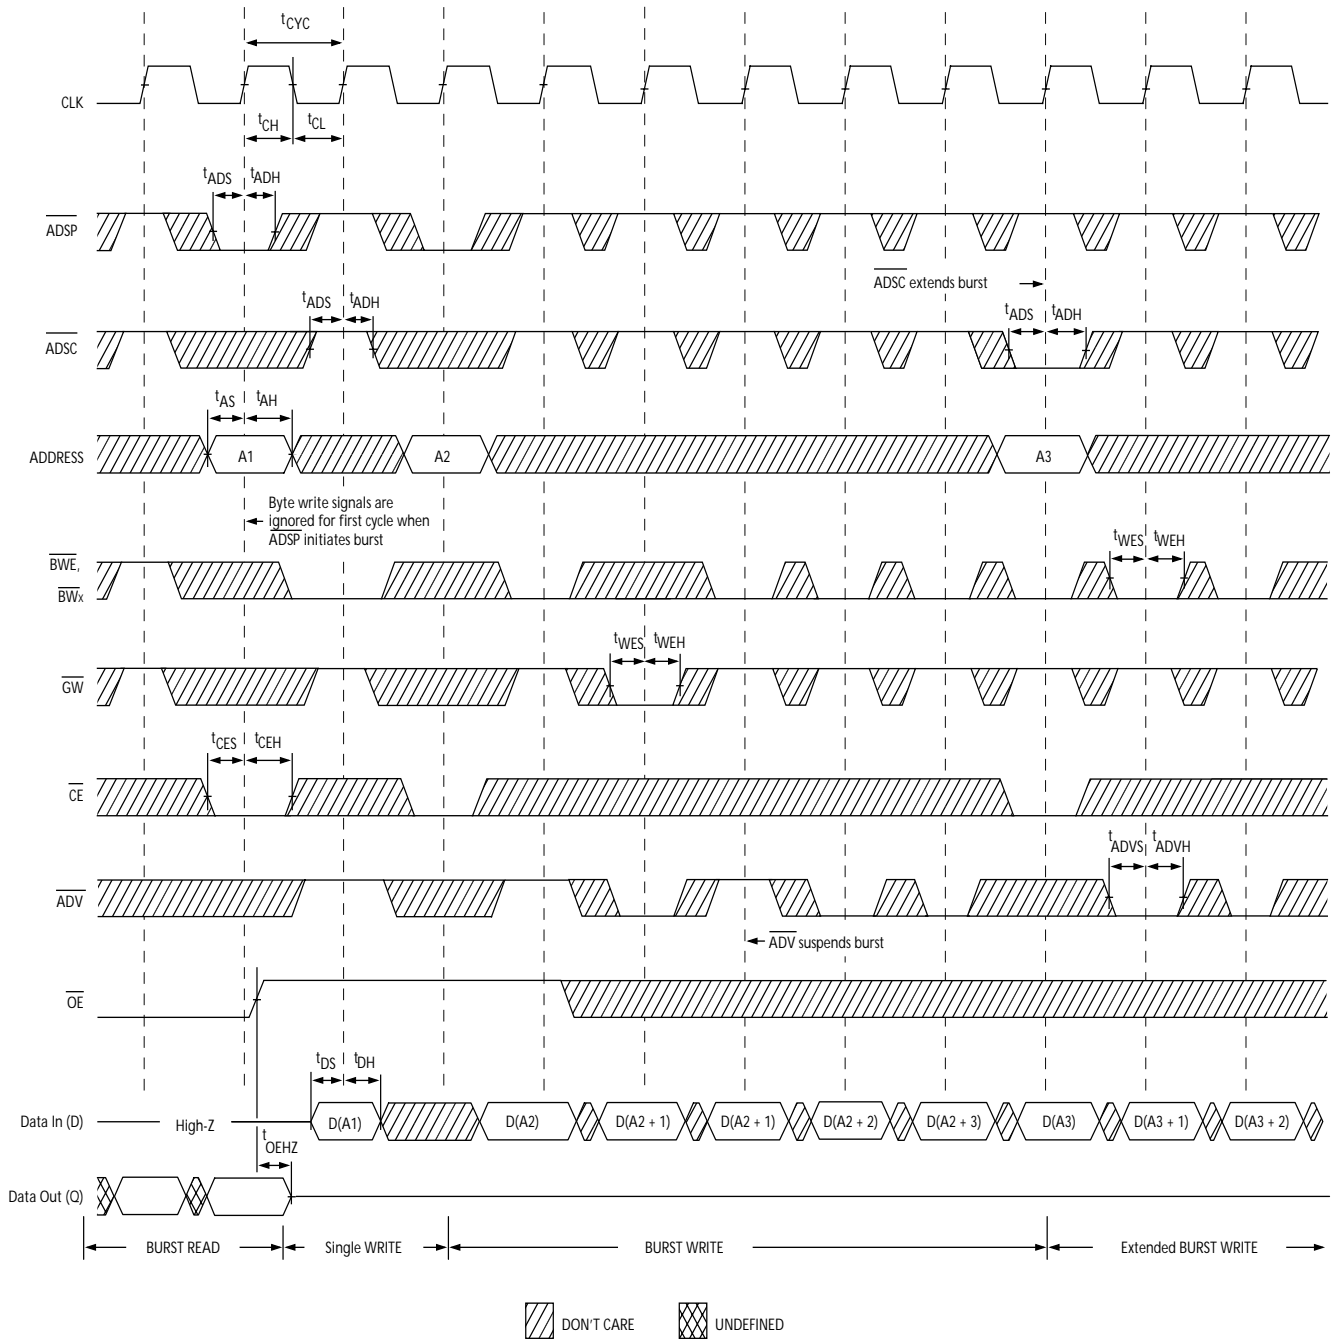 tCYC
CLK
tCH
tCL
tADS
tADH
ADSP
ADSC extends burst
tADS
tADH
tADS
tADH
ADSC
tAS
tAH
ADDRESS
A1
A2
A3
Byte write signals are
ignored for first cycle when
ADSP initiates burst
BWE,
BWx
tWES
tWEH
tWES
tWEH
GW
tCES
tCEH
CE
tADVS
tADVH
ADV
ADV suspends burst
OE
tDS
tDH
Data In (D)
High-Z
D(A1)
D(A2)
D(A2 + 1)
D(A2 + 1)
D(A2 + 2)
D(A2 + 3)
D(A3)
D(A3 + 1)
D(A3 + 2)
tOEHZ
Data Out (Q)
BURST READ
Single WRITE
BURST WRITE
Extended BURST WRITE
DON'T CARE
UNDEFINED